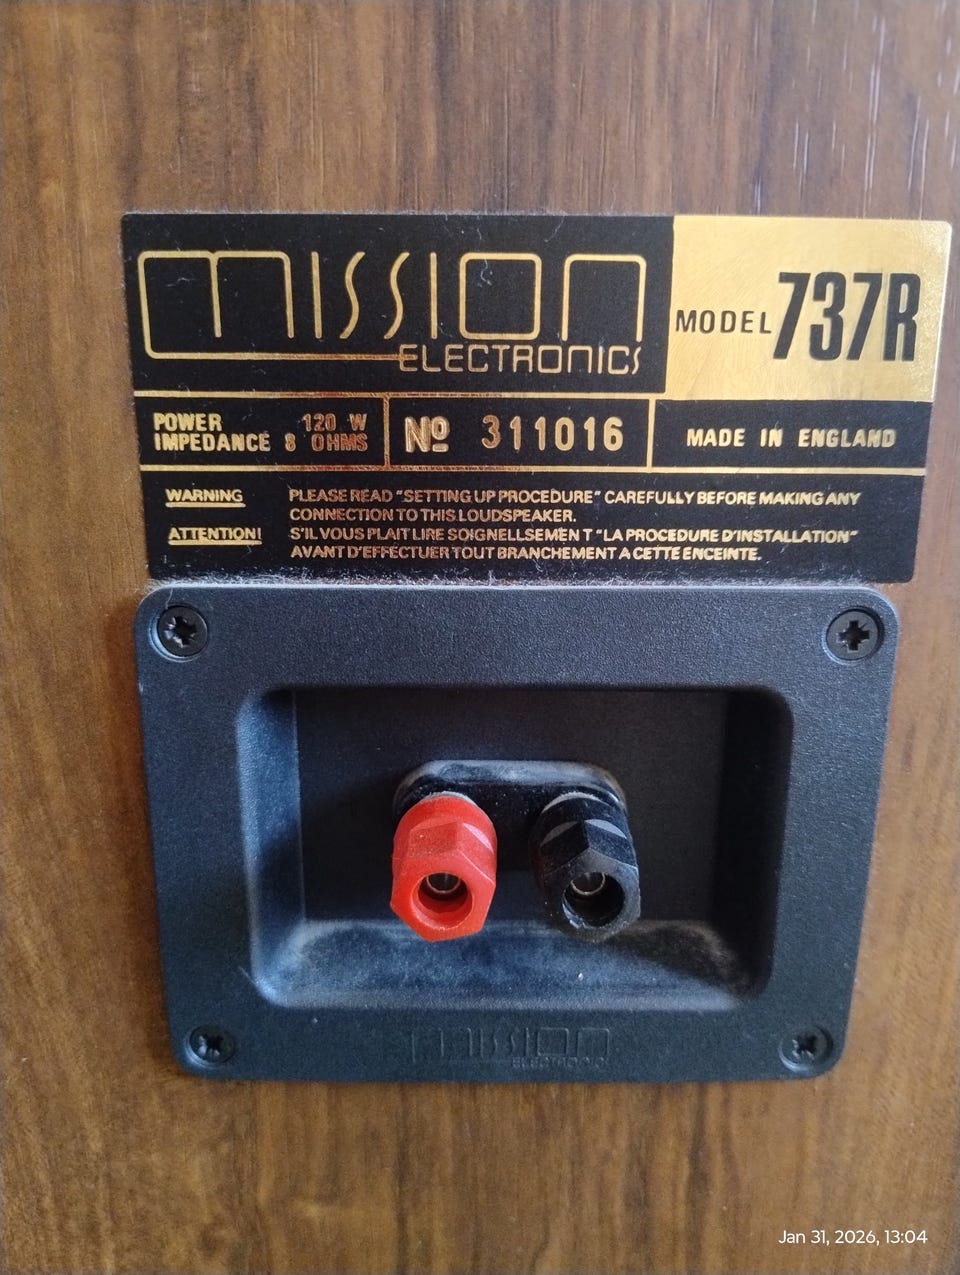 mission
ELECTRONICS
MODEL 737R
POWER 120 W
IMPEDANCE 8 OHMS
Nº 311016
MADE IN ENGLAND
WARNING PLEASE READ "SETTING UP PROCEDURE" CAREFULLY BEFORE MAKING ANY
CONNECTION TO THIS LOUDSPEAKER.
ATTENTION! S'IL VOUS PLAIT LIRE SOIGNELLSEMEN T "LA PROCEDURE D'INSTALLATION"
AVANT D'EFFECTUER TOUT BRANCHEMENT A CETTE ENCEINTE.
mission
ELECTRONICS
Jan 31, 2026, 13:04